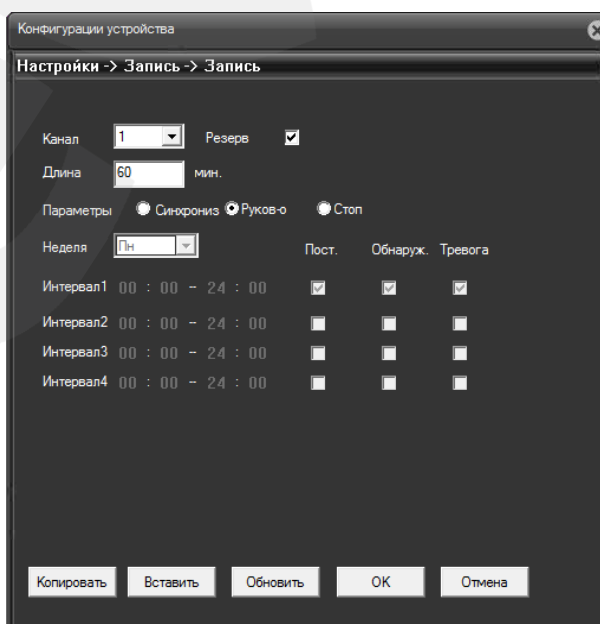 Конфигурации устройства
Настройки -> Запись -> Запись
Канал 1 Резерв
Длина 60 мин.
Параметры Синхрониз Руков-о Стоп
Неделя Пн Пост. Обнаруж. Тревога
Интервал1 00 : 00 - 24 : 00
Интервал2 00 : 00 - 24 : 00
Интервал3 00 : 00 - 24 : 00
Интервал4 00 : 00 - 24 : 00
Копировать Вставить Обновить OK Отмена